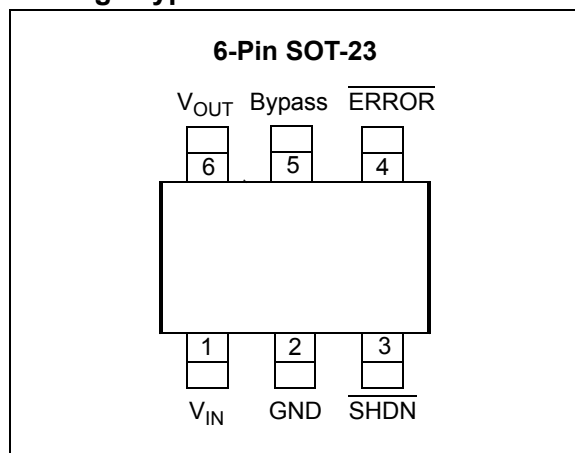 6-Pin SOT-23
VOUT Bypass ERROR
6 5 4
1 2 3
VIN GND SHDN